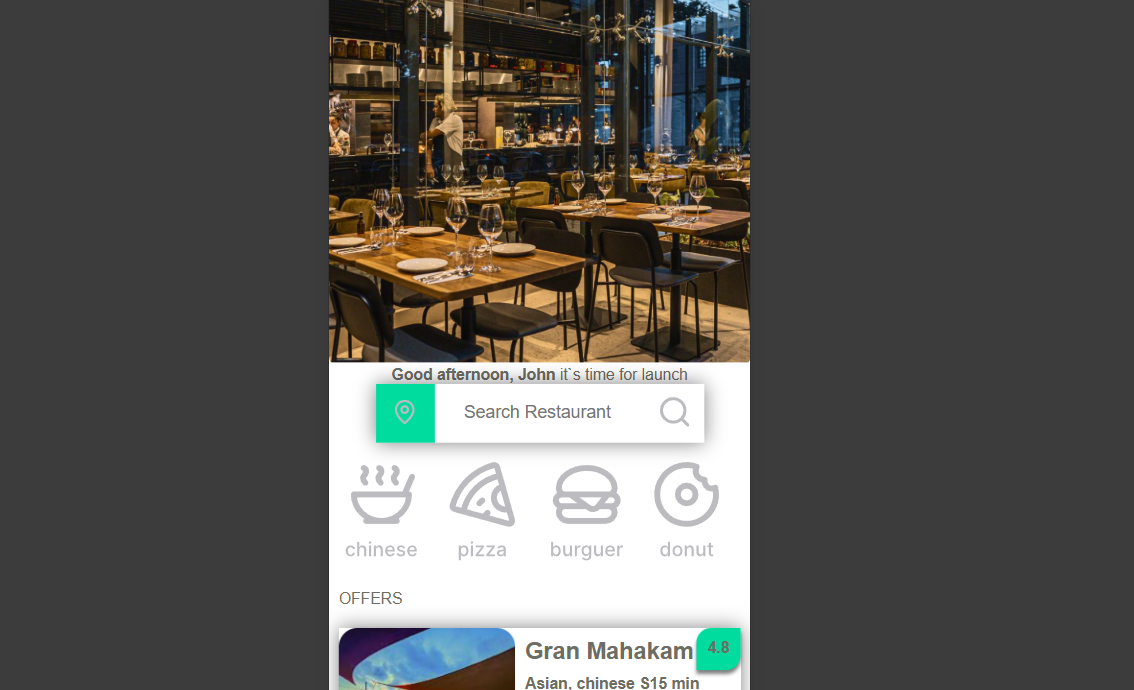 Good afternoon, John it`s time for launch
Search Restaurant
chinese pizza burguer donut
OFFERS
Gran Mahakam 4.8
Asian, chinese S15 min